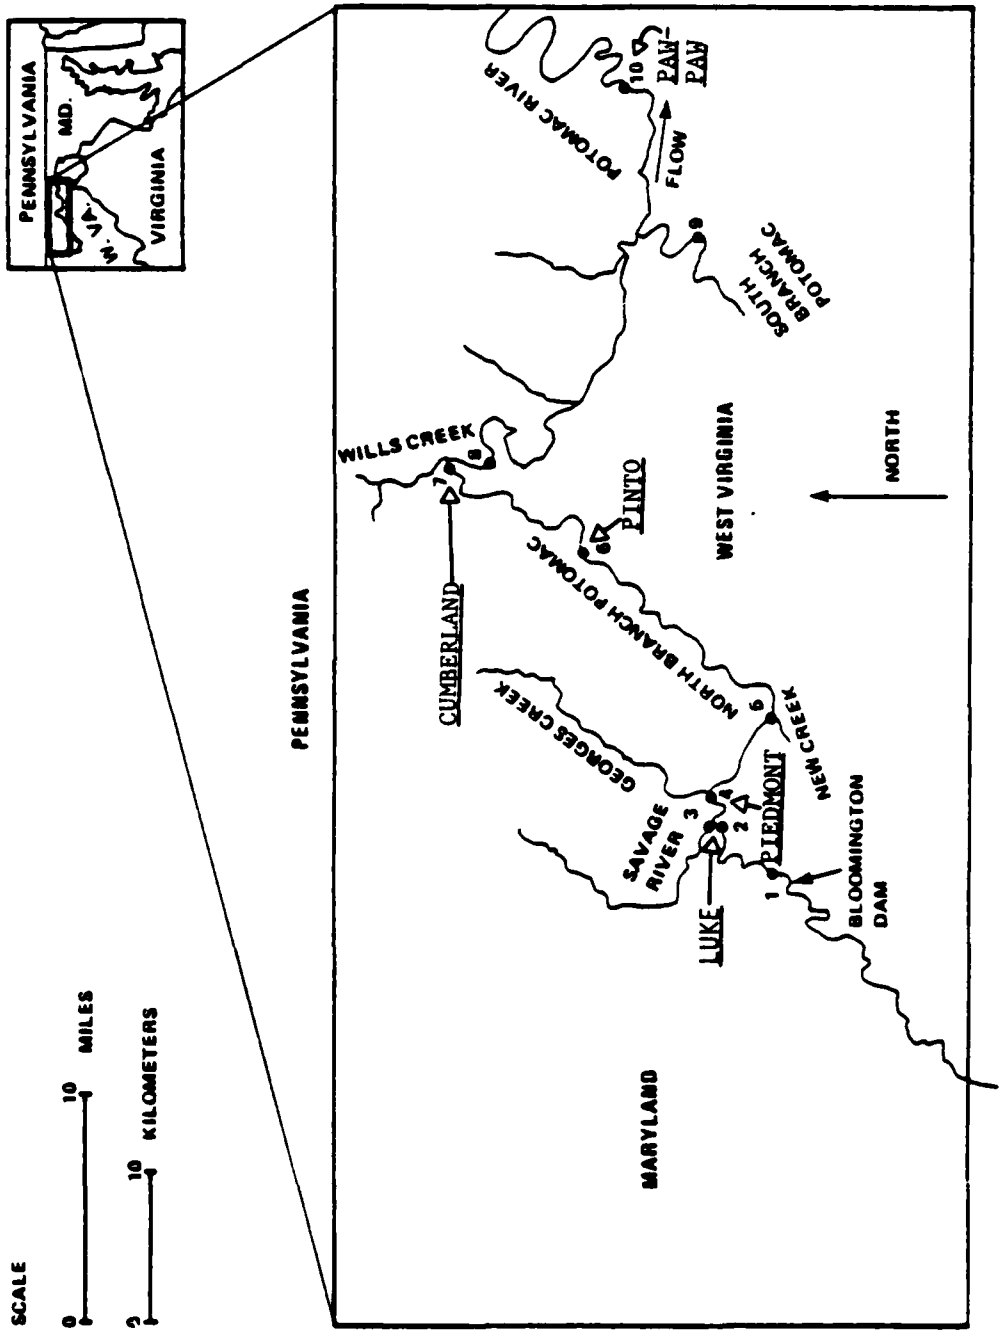 SCALE
0 10 MILES
0 10 KILOMETERS
PENNSYLVANIA
MD.
W. VA.
VIRGINIA
PENNSYLVANIA
MARYLAND
WEST VIRGINIA
WILLS CREEK
CUMBERLAND
7
8
GEORGES CREEK
SAVAGE
RIVER
NORTH BRANCH POTOMAC
PINTO
6
POTOMAC RIVER
10
PAW-
PAW
FLOW
9
SOUTH
BRANCH
POTOMAC
LUKE
3
2
4
PIEDMONT
5
NEW CREEK
1
BLOOMINGTON
DAM
NORTH